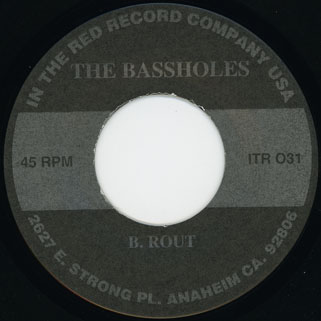 IN THE RED RECORD COMPANY USA
THE BASSHOLES
45 RPM
ITR 031
B. ROUT
2627 E. STRONG PL. ANAHEIM CA. 92806